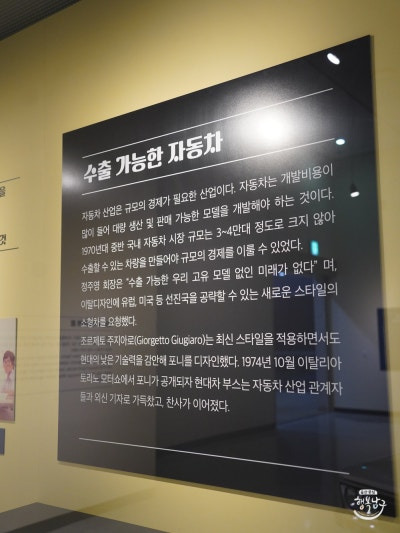 수출 가능한 자동차
자동차 산업은 규모의 경제가 필요한 산업이다. 자동차는 개발비용이
많이 들어 대량 생산 및 판매 가능한 모델을 개발해야 하는 것이다.
1970년대 중반 국내 자동차 시장 규모는 3~4만대 정도로 크지 않아
수출할 수 있는 차량을 만들어야 규모의 경제를 이룰 수 있었다.
정주영 회장은 "수출 가능한 우리 고유 모델 없인 미래가 없다" 며,
이탈디자인에 유럽, 미국 등 선진국을 공략할 수 있는 새로운 스타일의
소형차를 요청했다.
조르제토 주지아로(Giorgetto Giugiaro)는 최신 스타일을 적용하면서도
현대의 낮은 기술력을 감안해 포니를 디자인했다. 1974년 10월 이탈리아
토리노 모터쇼에서 포니가 공개되자 현대차 부스는 자동차 산업 관계자
들과 외신 기자로 가득찼고, 찬사가 이어졌다.
을
것
행복남구